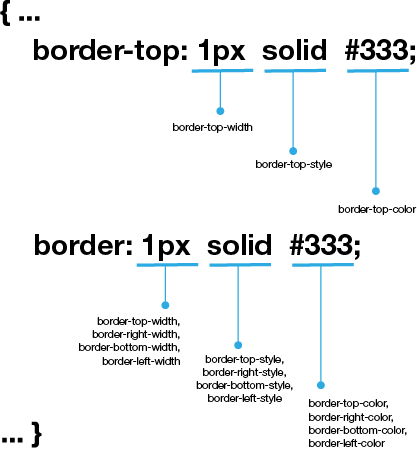 { ...
border-top: 1px solid #333;
border-top-width
border-top-style
border-top-color
border: 1px solid #333;
border-top-width,
border-right-width,
border-bottom-width,
border-left-width
border-top-style,
border-right-style,
border-bottom-style,
border-left-style
border-top-color,
border-right-color,
border-bottom-color,
border-left-color
... }